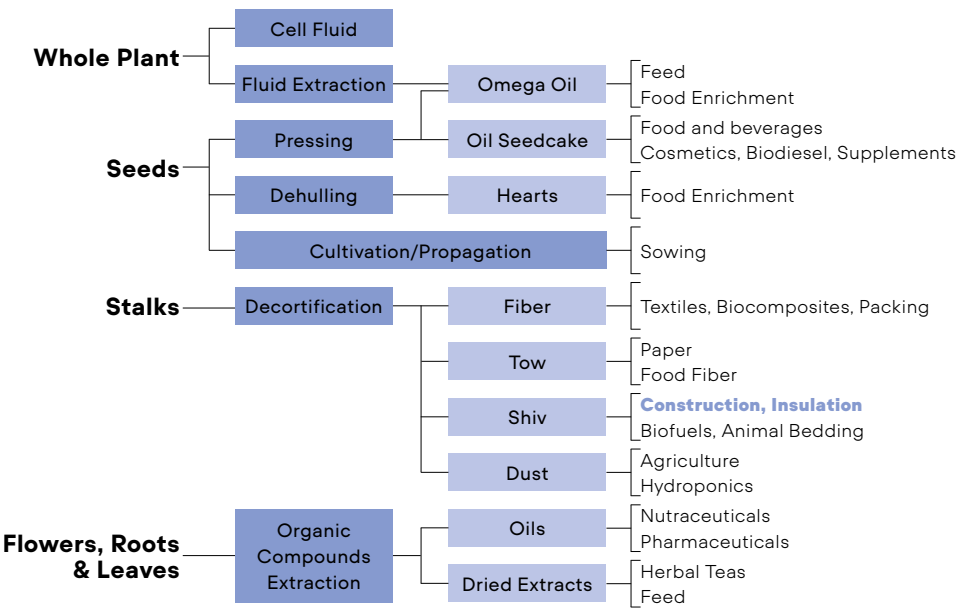 Whole Plant
Cell Fluid
Fluid Extraction
Omega Oil
Feed
Food Enrichment
Seeds
Pressing
Oil Seedcake
Food and beverages
Cosmetics, Biodiesel, Supplements
Dehulling
Hearts
Food Enrichment
Cultivation/Propagation
Sowing
Stalks
Decortification
Fiber
Textiles, Biocomposites, Packing
Tow
Paper
Food Fiber
Shiv
Construction, Insulation
Biofuels, Animal Bedding
Dust
Agriculture
Hydroponics
Flowers, Roots
& Leaves
Organic
Compounds
Extraction
Oils
Nutraceuticals
Pharmaceuticals
Dried Extracts
Herbal Teas
Feed